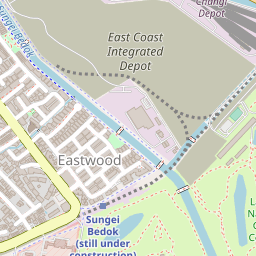 Changi
Depot
East Coast
Integrated
Depot
Sungei Bedok
Eastwood
Sungei
Bedok
(still under
construction)